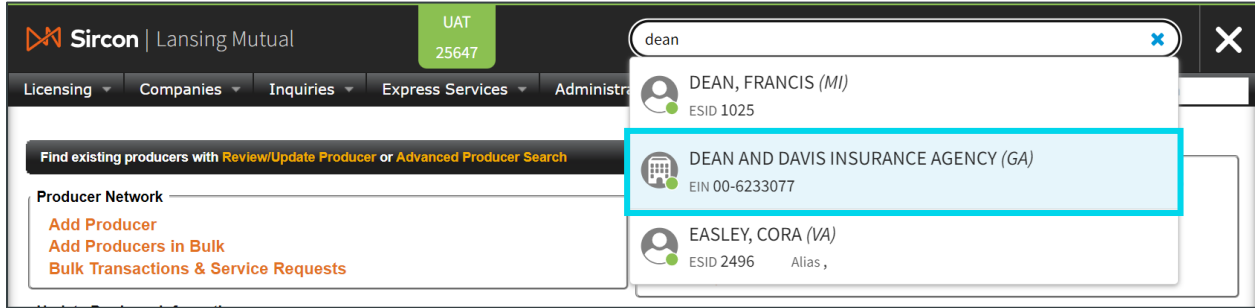 Sircon | Lansing Mutual
UAT
25647
dean
Licensing
Companies
Inquiries
Express Services
Administra
DEAN, FRANCIS (MI)
ESID 1025
DEAN AND DAVIS INSURANCE AGENCY (GA)
EIN 00-6233077
EASLEY, CORA (VA)
ESID 2496 Alias ,
Find existing producers with Review/Update Producer or Advanced Producer Search
Producer Network
Add Producer
Add Producers in Bulk
Bulk Transactions & Service Requests